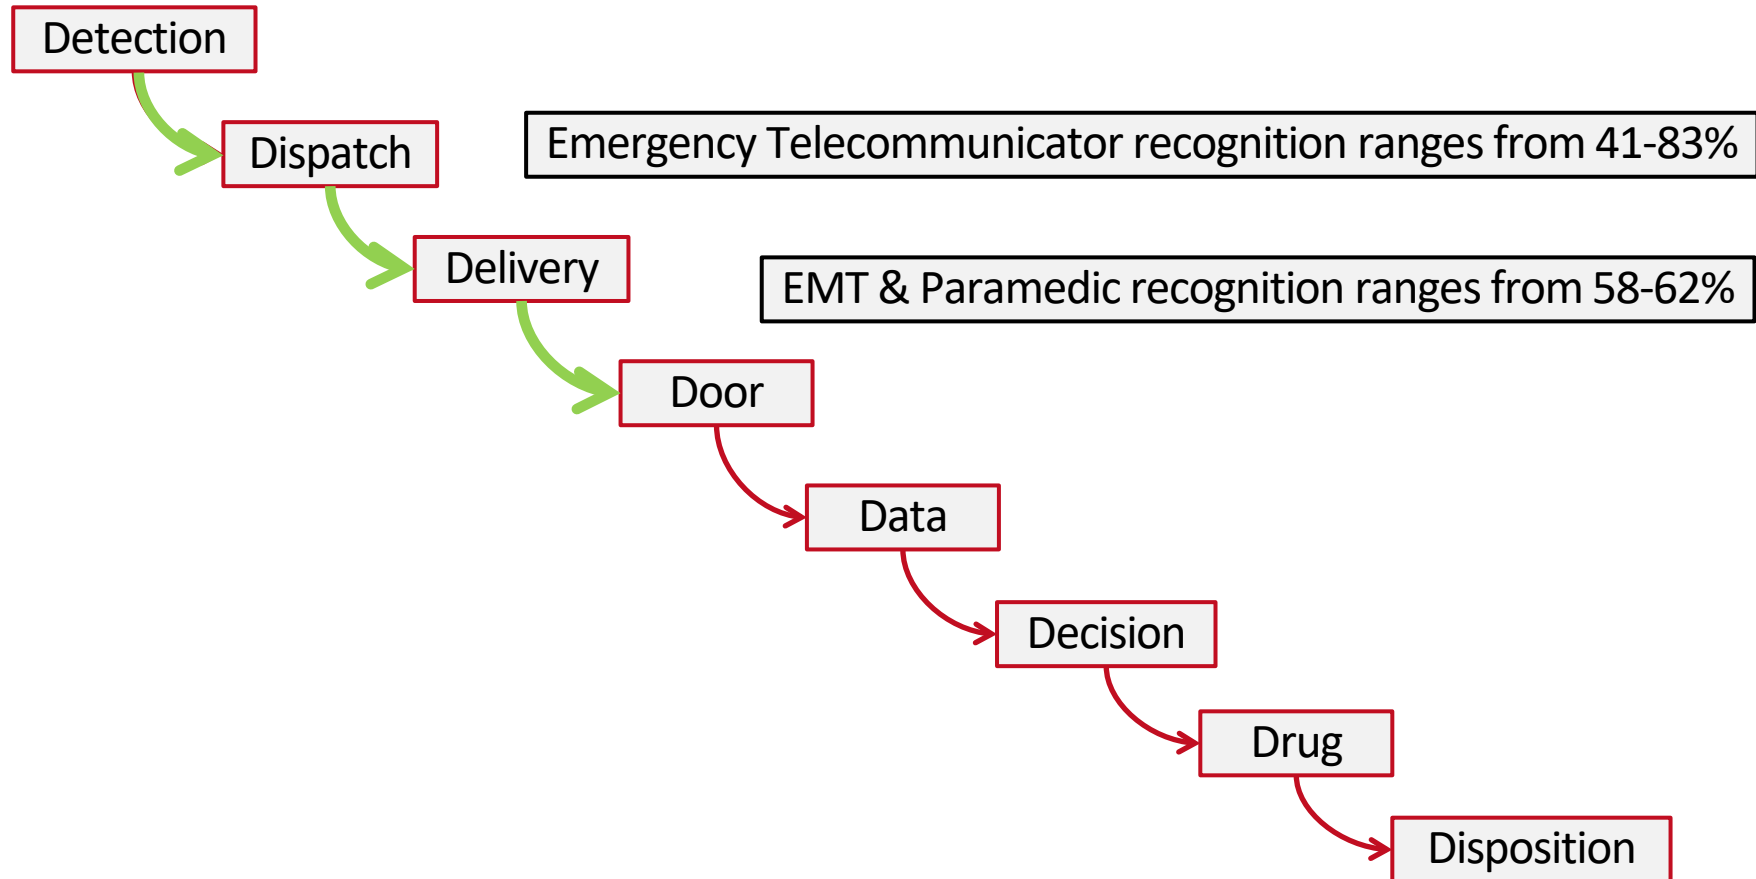 Detection
Dispatch
Emergency Telecommunicator recognition ranges from 41-83%
Delivery
EMT & Paramedic recognition ranges from 58-62%
Door
Data
Decision
Drug
Disposition